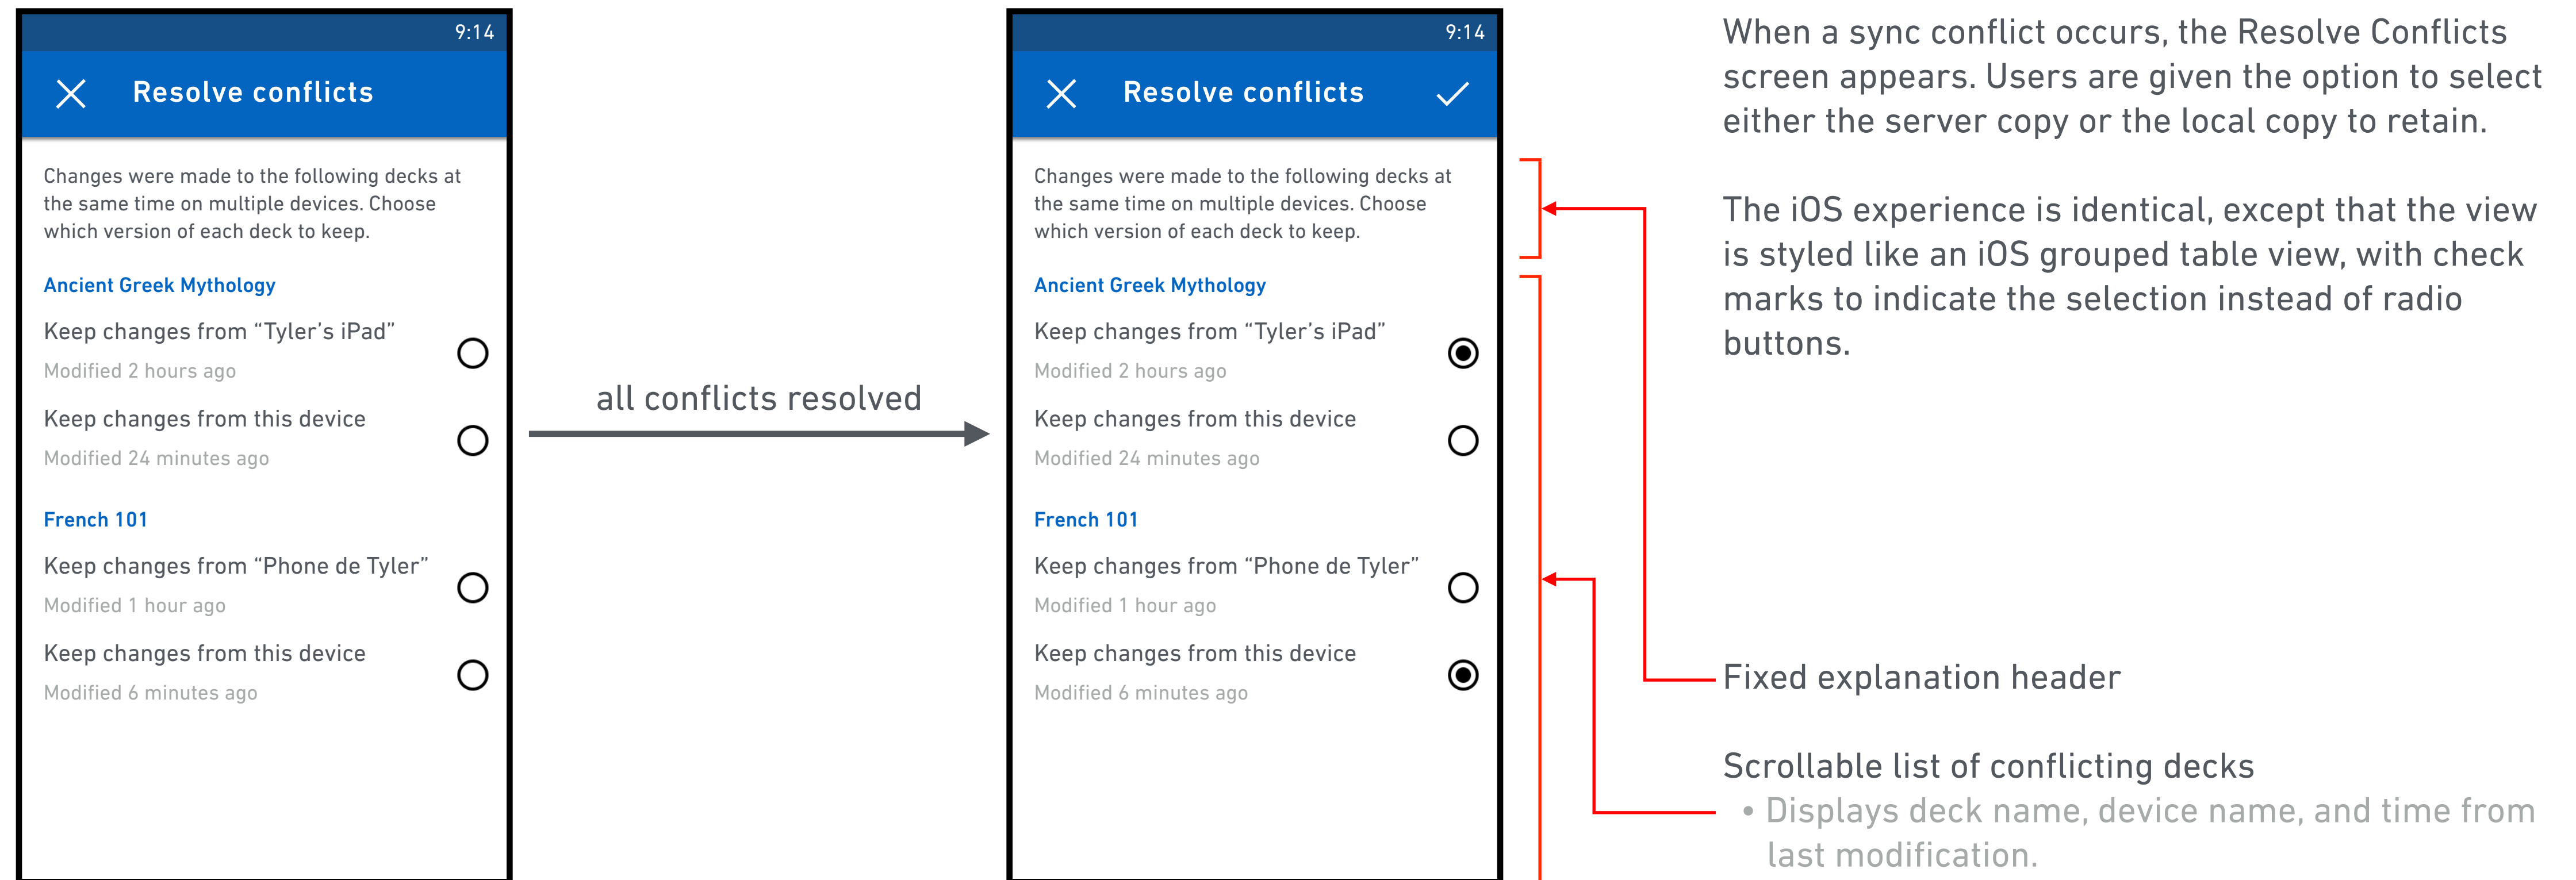 9:14
Resolve conflicts
Changes were made to the following decks at
the same time on multiple devices. Choose
which version of each deck to keep.
Ancient Greek Mythology
Keep changes from “Tyler’s iPad”
Modified 2 hours ago
Keep changes from this device
Modified 24 minutes ago
French 101
Keep changes from “Phone de Tyler”
Modified 1 hour ago
Keep changes from this device
Modified 6 minutes ago
all conflicts resolved
9:14
Resolve conflicts
Changes were made to the following decks at
the same time on multiple devices. Choose
which version of each deck to keep.
Ancient Greek Mythology
Keep changes from “Tyler’s iPad”
Modified 2 hours ago
Keep changes from this device
Modified 24 minutes ago
French 101
Keep changes from “Phone de Tyler”
Modified 1 hour ago
Keep changes from this device
Modified 6 minutes ago
When a sync conflict occurs, the Resolve Conflicts
screen appears. Users are given the option to select
either the server copy or the local copy to retain.
The iOS experience is identical, except that the view
is styled like an iOS grouped table view, with check
marks to indicate the selection instead of radio
buttons.
Fixed explanation header
Scrollable list of conflicting decks
• Displays deck name, device name, and time from
last modification.